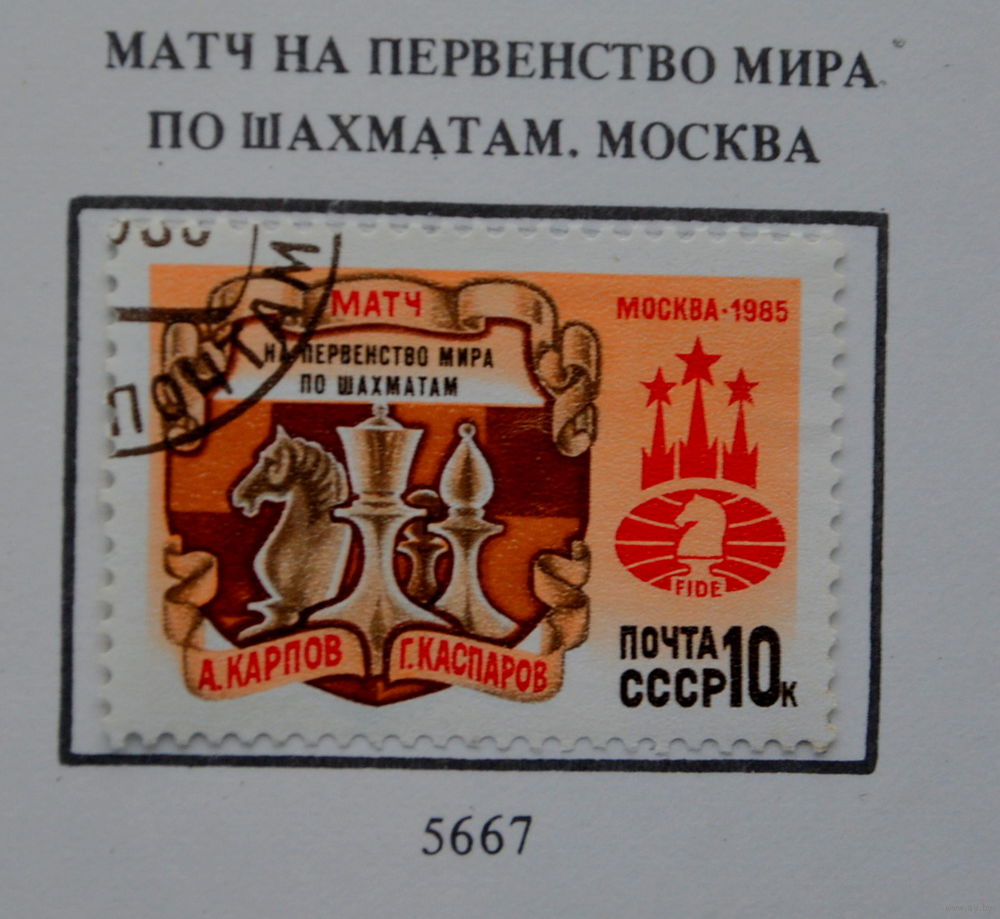 МАТЧ НА ПЕРВЕНСТВО МИРА
ПО ШАХМАТАМ. МОСКВА
МАТЧ
НА ПЕРВЕНСТВО МИРА
ПО ШАХМАТАМ
МОСКВА·1985
FIDE
А.КАРПОВ
Г.КАСПАРОВ
ПОЧТА
СССР 10к
ПОЧТАМ
5667